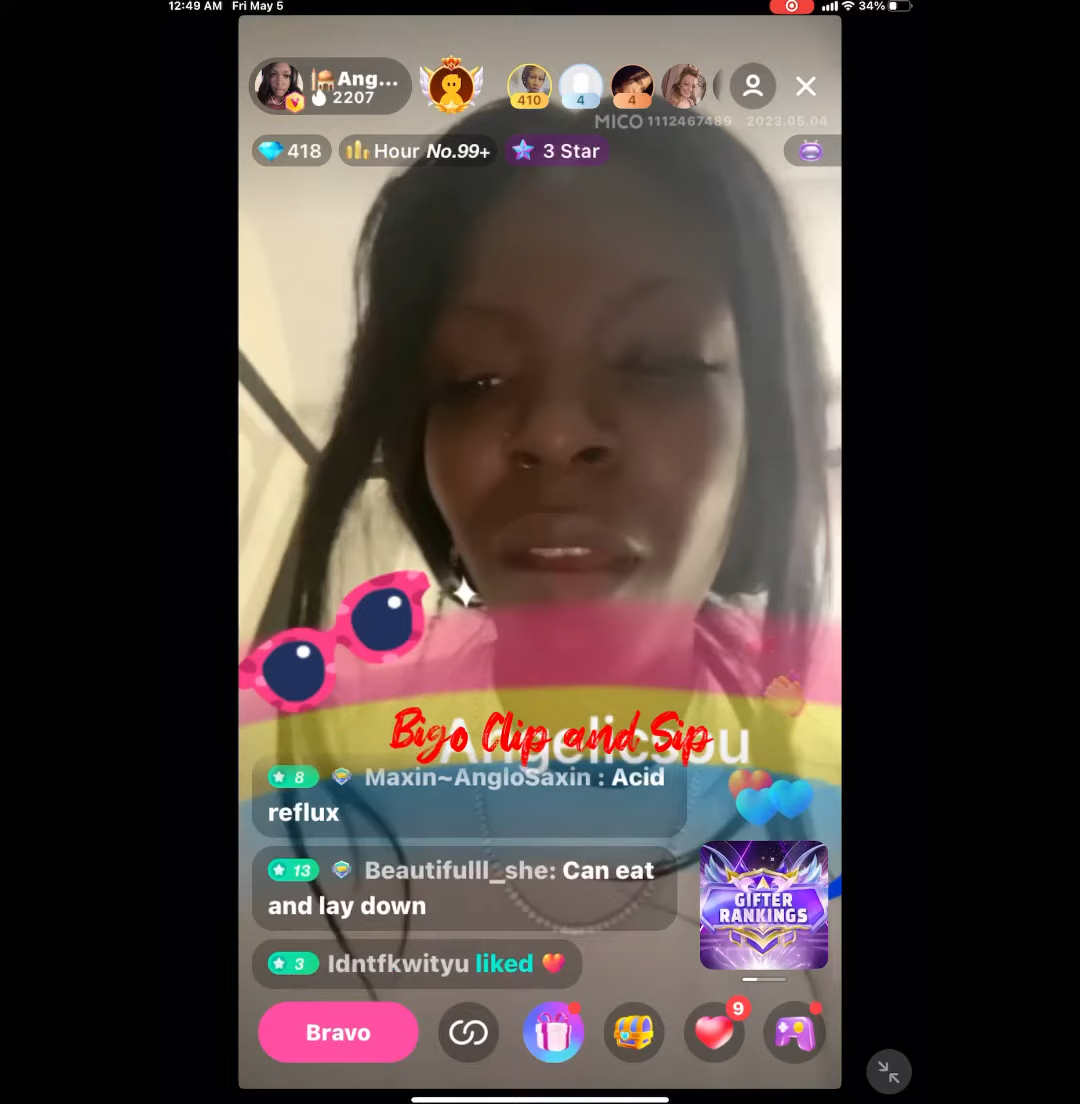 12:49 AM Fri May 5
34%
Ang...
2207
410
4
4
MICO 1112467489 2023.05.04
418
Hour No.99+
3 Star
Angelicsou
Bigo Clip and Sip
8 Maxin~AngloSaxin : Acid
reflux
13 Beautifulll_she: Can eat
and lay down
3 Idntfkwityu liked
GIFTER
RANKINGS
Bravo
9